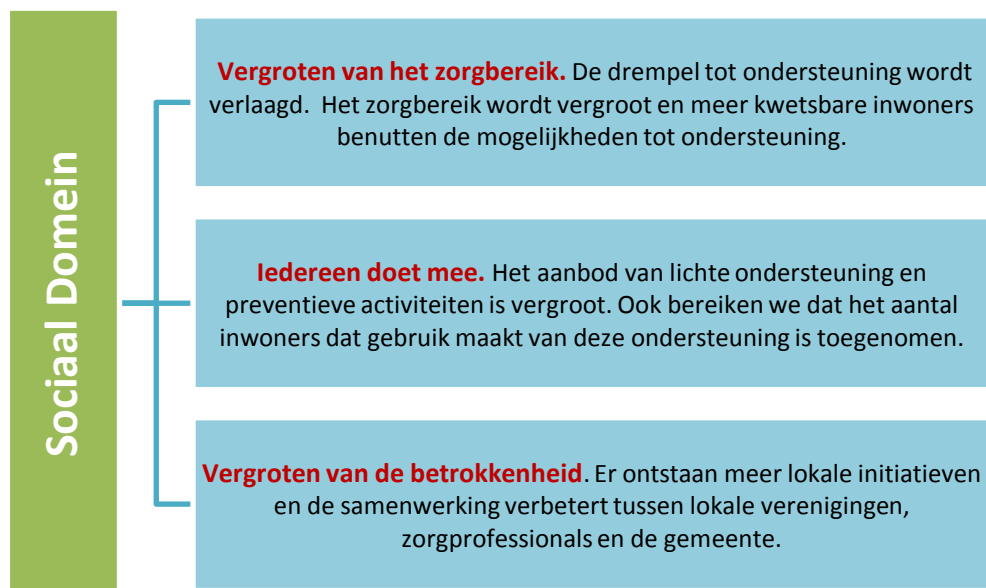 Sociaal Domein
Vergroten van het zorgbereik. De drempel tot ondersteuning wordt
verlaagd. Het zorgbereik wordt vergroot en meer kwetsbare inwoners
benutten de mogelijkheden tot ondersteuning.
Iedereen doet mee. Het aanbod van lichte ondersteuning en
preventieve activiteiten is vergroot. Ook bereiken we dat het aantal
inwoners dat gebruik maakt van deze ondersteuning is toegenomen.
Vergroten van de betrokkenheid. Er ontstaan meer lokale initiatieven
en de samenwerking verbetert tussen lokale verenigingen,
zorgprofessionals en de gemeente.